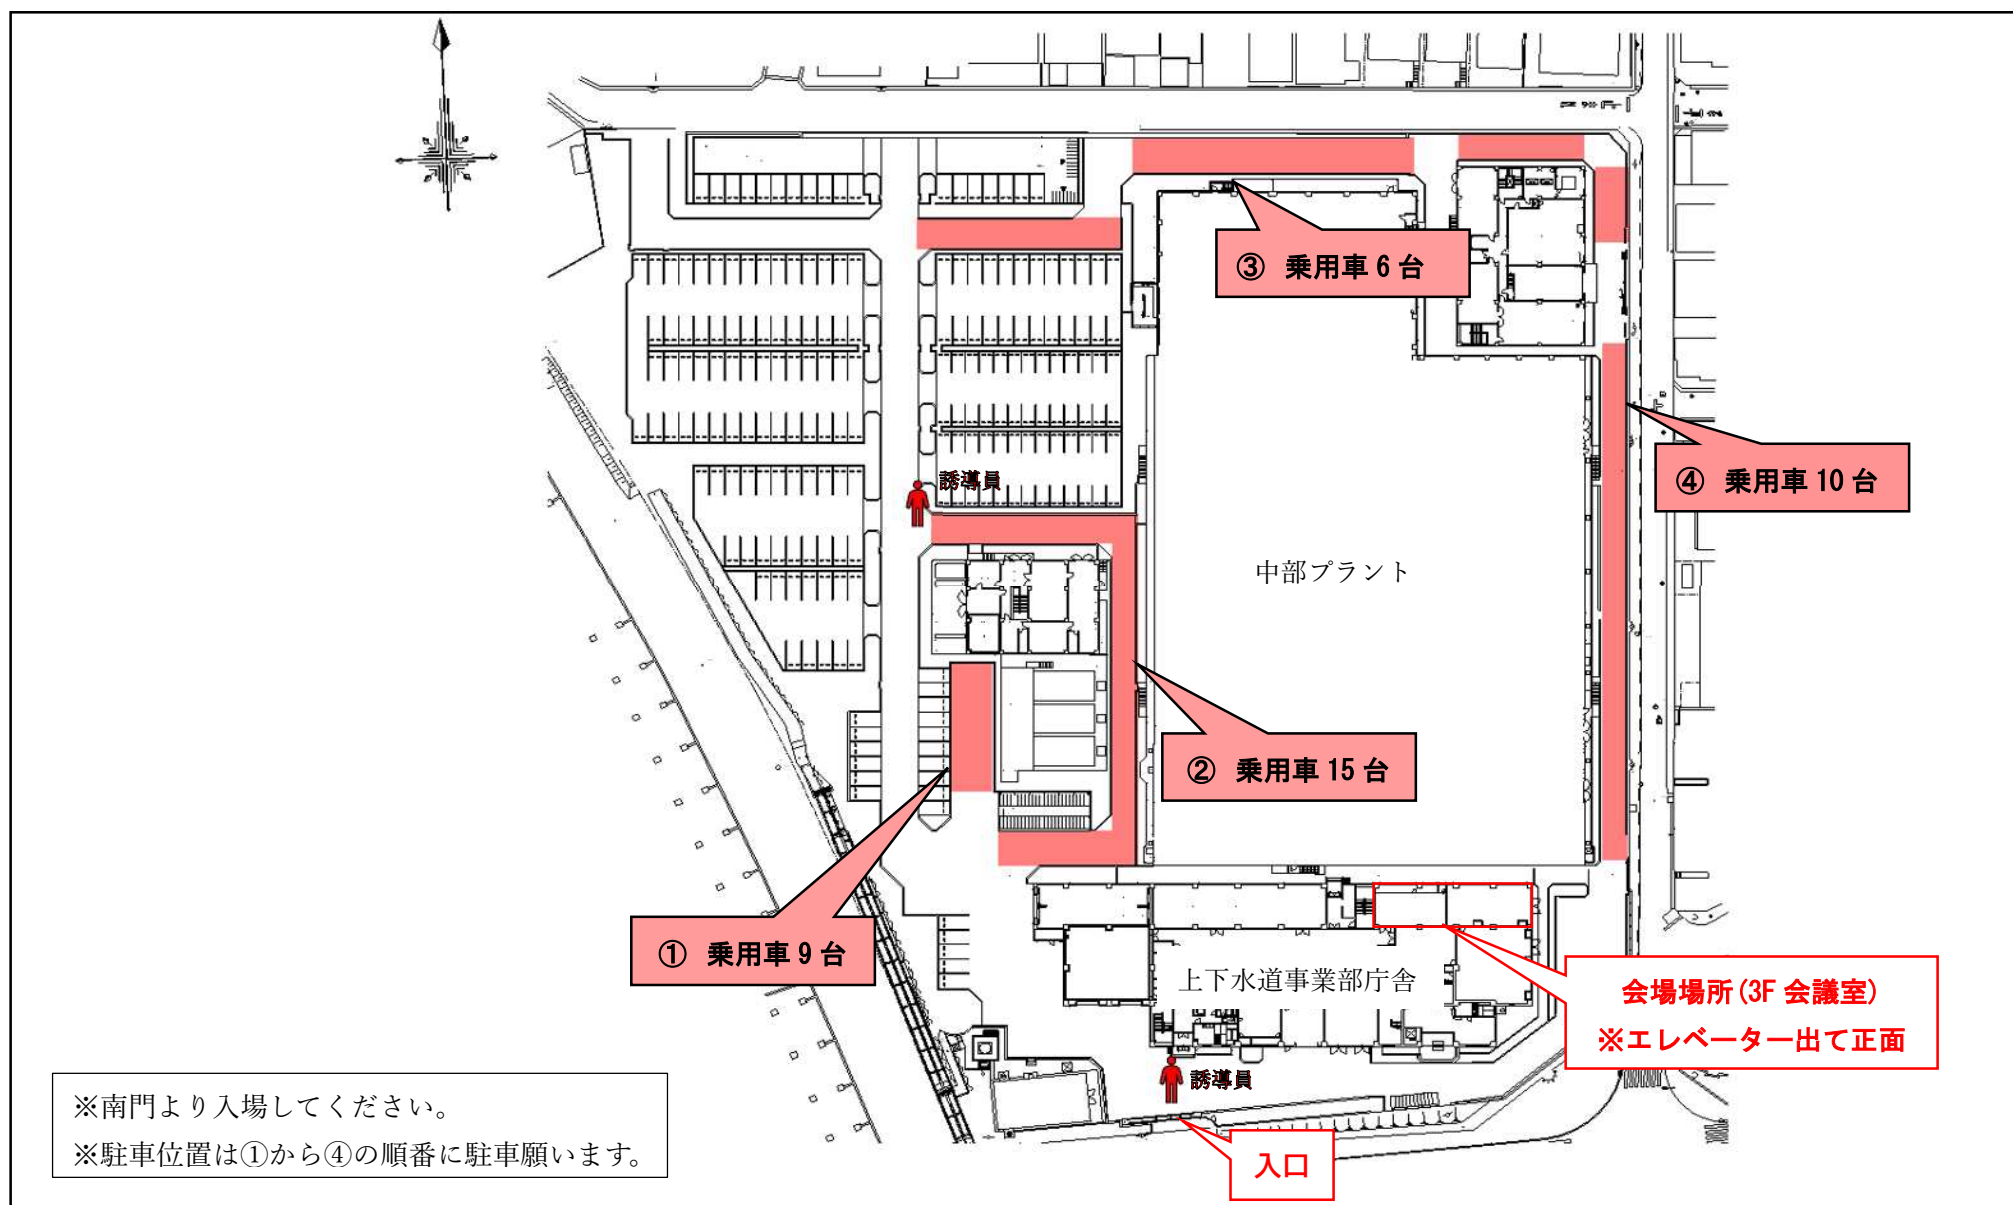 ③ 乗用車 6 台
④ 乗用車 10 台
誘導員
中部プラント
② 乗用車 15 台
① 乗用車 9 台
上下水道事業部庁舎
会場場所(3F 会議室)
※エレベーター出て正面
誘導員
入口
※南門より入場してください。
※駐車位置は①から④の順番に駐車願います。